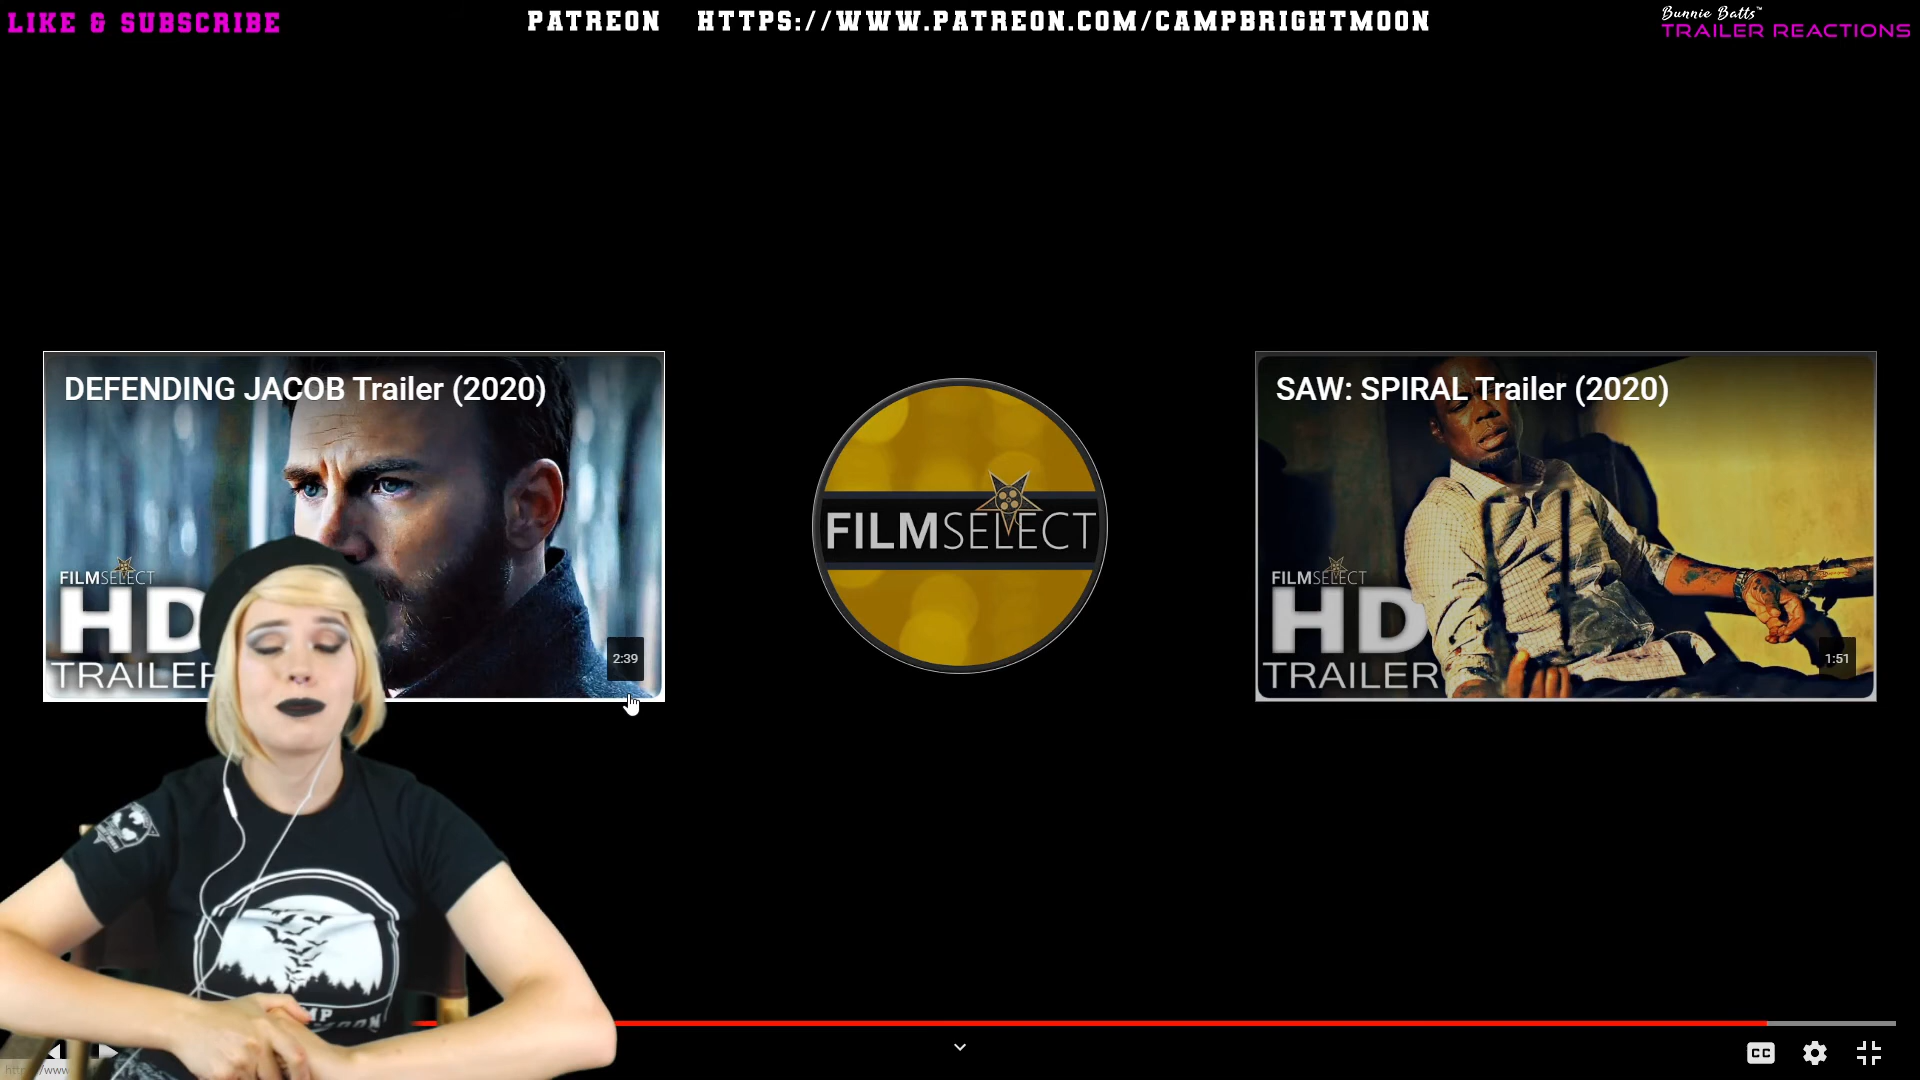 LIKE & SUBSCRIBE
PATREON HTTPS://WWW.PATREON.COM/CAMPBRIGHTMOON
Bunnie Batts™
TRAILER REACTIONS
DEFENDING JACOB Trailer (2020)
FILMSELECT
HD
TRAILER
2:39
FILMSELECT
SAW: SPIRAL Trailer (2020)
FILMSELECT
HD
TRAILER
1:51
CC